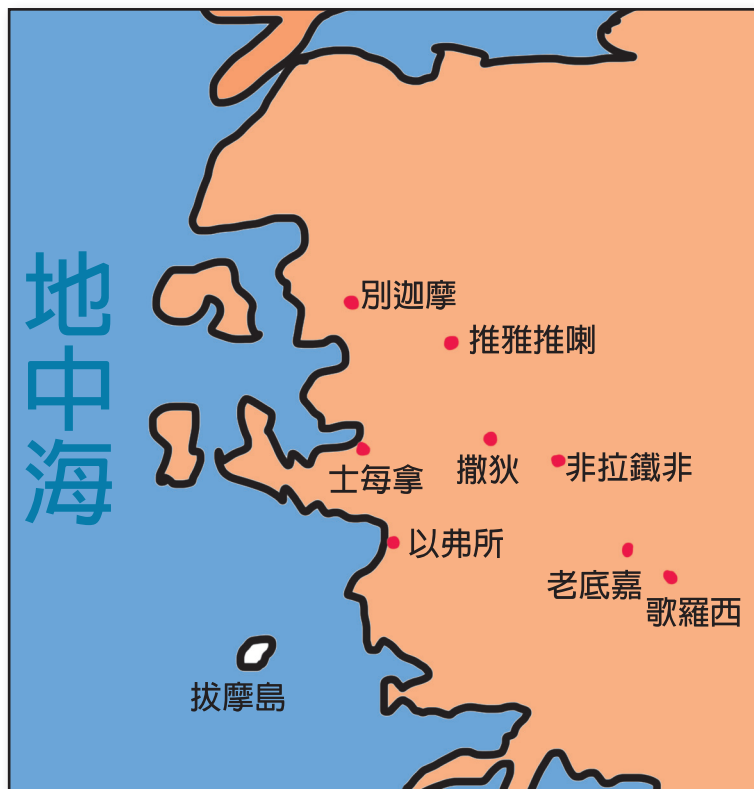 地中海
別迦摩
推雅推喇
士每拿
撒狄
非拉鐵非
以弗所
老底嘉
歌羅西
拔摩島